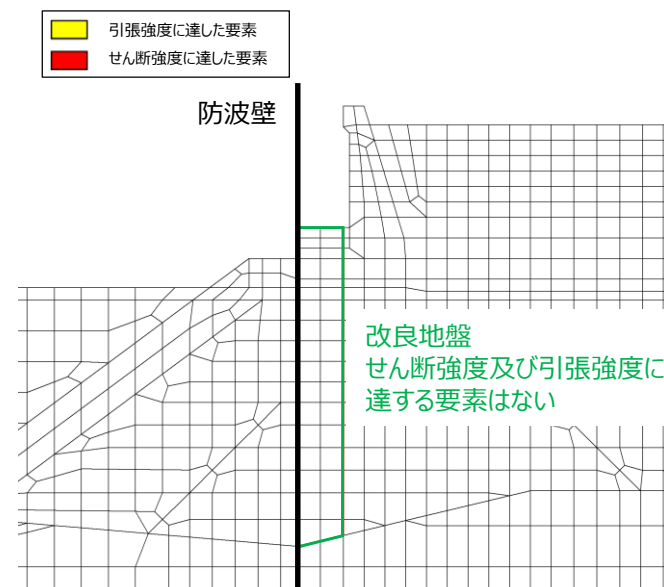 引張強度に達した要素
せん断強度に達した要素
防波壁
改良地盤
せん断強度及び引張強度に
達する要素はない